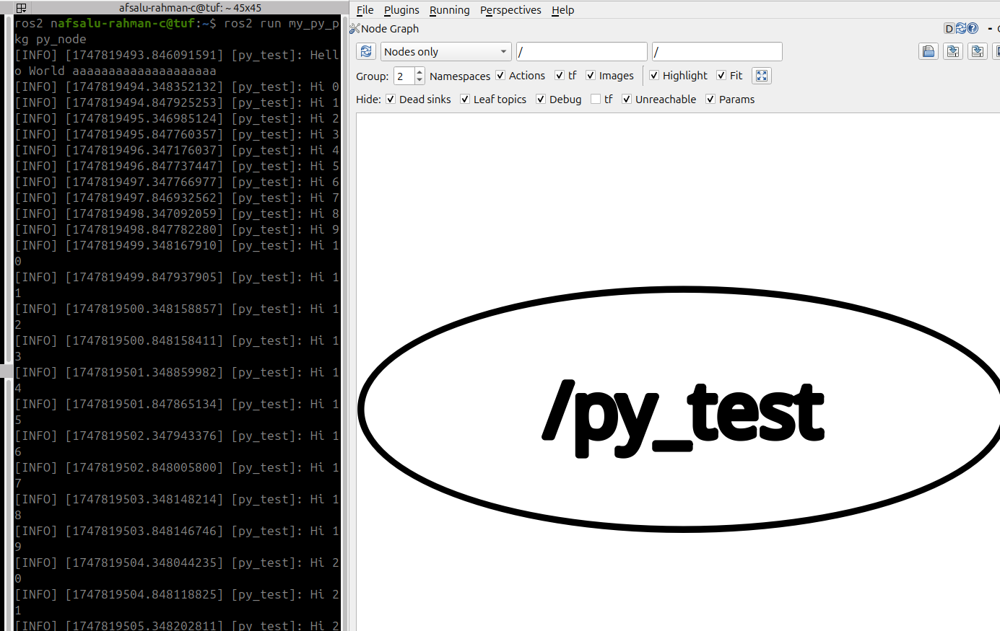 afsalu-rahman-c@tuf: ~ 45x45
ros2 nafsalu-rahman-c@tuf:~$ ros2 run my_py_p
kg py_node
[INFO] [1747819493.846091591] [py_test]: Hell
o World aaaaaaaaaaaaaaaaaaaa
[INFO] [1747819494.348352132] [py_test]: Hi 0
[INFO] [1747819494.847925253] [py_test]: Hi 1
[INFO] [1747819495.346985124] [py_test]: Hi 2
[INFO] [1747819495.847760357] [py_test]: Hi 3
[INFO] [1747819496.347176037] [py_test]: Hi 4
[INFO] [1747819496.847737447] [py_test]: Hi 5
[INFO] [1747819497.347766977] [py_test]: Hi 6
[INFO] [1747819497.846932562] [py_test]: Hi 7
[INFO] [1747819498.347092059] [py_test]: Hi 8
[INFO] [1747819498.847782280] [py_test]: Hi 9
[INFO] [1747819499.348167910] [py_test]: Hi 1
0
[INFO] [1747819499.847937905] [py_test]: Hi 1
1
[INFO] [1747819500.348158857] [py_test]: Hi 1
2
[INFO] [1747819500.848158411] [py_test]: Hi 1
3
[INFO] [1747819501.348859982] [py_test]: Hi 1
4
[INFO] [1747819501.847865134] [py_test]: Hi 1
5
[INFO] [1747819502.347943376] [py_test]: Hi 1
6
[INFO] [1747819502.848005800] [py_test]: Hi 1
7
[INFO] [1747819503.348148214] [py_test]: Hi 1
8
[INFO] [1747819503.848146746] [py_test]: Hi 1
9
[INFO] [1747819504.348044235] [py_test]: Hi 2
0
[INFO] [1747819504.848118825] [py_test]: Hi 2
1
[INFO] [1747819505.348202811] [py_test]: Hi 2
File Plugins Running Perspectives Help
Node Graph D
Nodes only / /
Group: 2 Namespaces Actions tf Images Highlight Fit
Hide: Dead sinks Leaf topics Debug tf Unreachable Params
/py_test